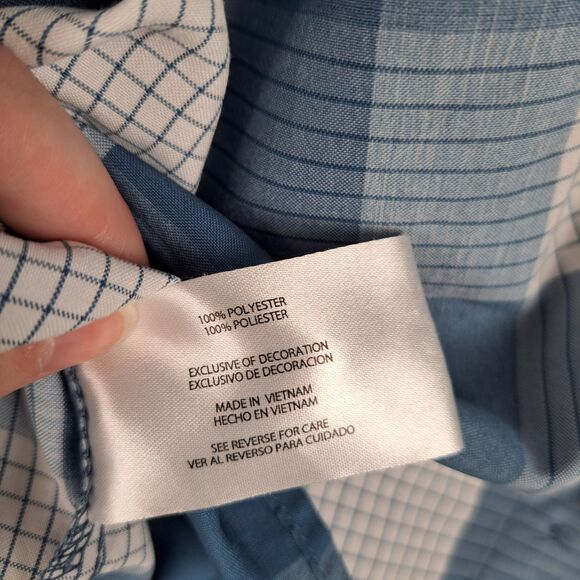 100% POLYESTER
100% POLIESTER
EXCLUSIVE OF DECORATION
EXCLUSIVO DE DECORACION
MADE IN VIETNAM
HECHO EN VIETNAM
SEE REVERSE FOR CARE
VER AL REVERSO PARA CUIDADO